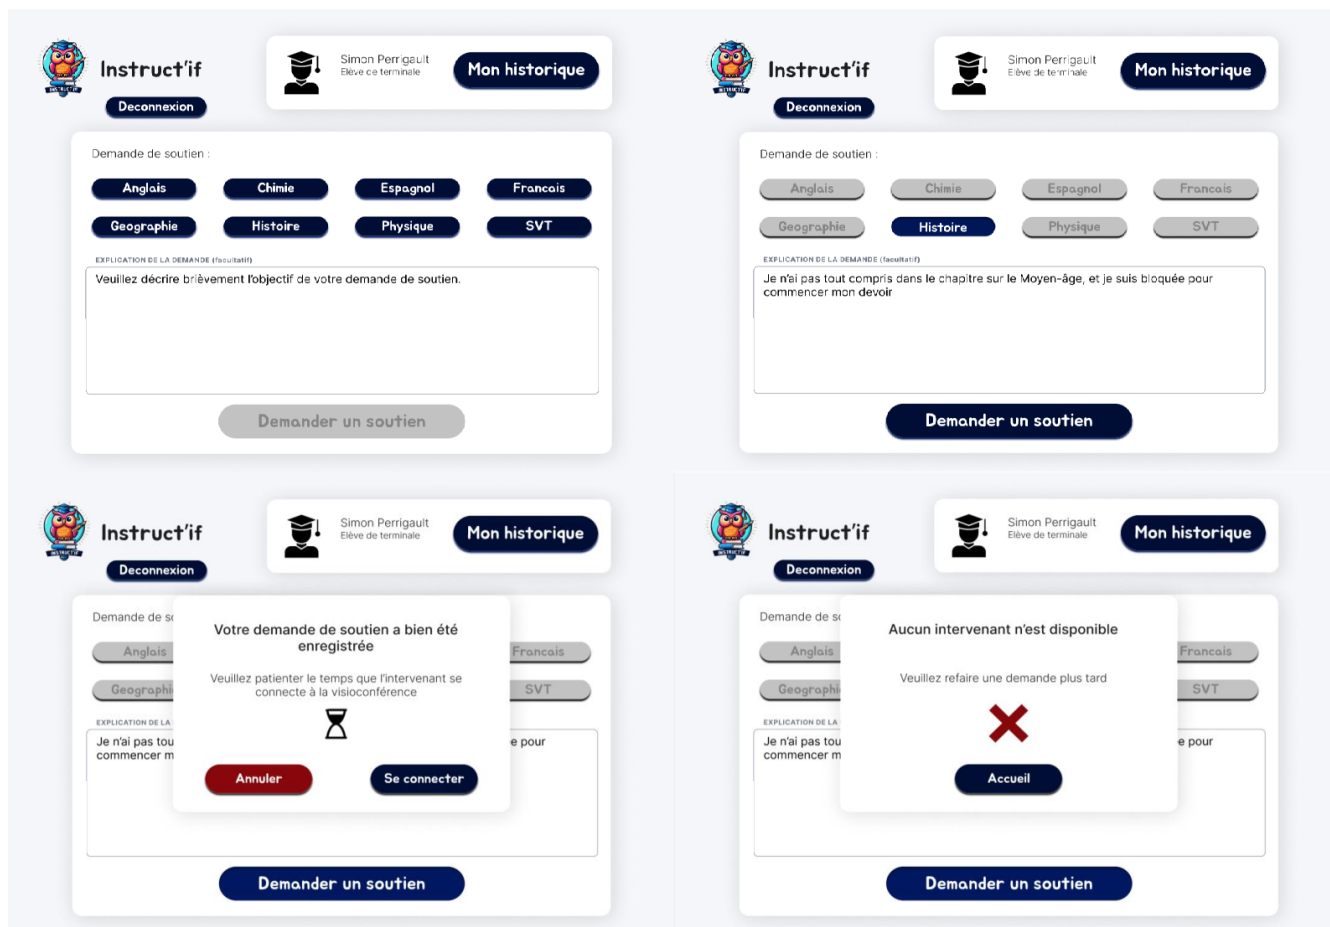 Instruct'if
INSTRUCTIF
Deconnexion
Simon Perrigault
Elève de terminale
Mon historique
Demande de soutien :
Anglais Chimie Espagnol Francais
Geographie Histoire Physique SVT
EXPLICATION DE LA DEMANDE (facultatif)
Veuillez décrire brièvement l'objectif de votre demande de soutien.
Demander un soutien
Instruct'if
INSTRUCTIF
Deconnexion
Simon Perrigault
Elève de terminale
Mon historique
Demande de soutien :
Anglais Chimie Espagnol Francais
Geographie Histoire Physique SVT
EXPLICATION DE LA DEMANDE (facultatif)
Je n'ai pas tout compris dans le chapitre sur le Moyen-âge, et je suis bloquée pour
commencer mon devoir
Demander un soutien
Instruct'if
INSTRUCTIF
Deconnexion
Simon Perrigault
Elève de terminale
Mon historique
Demande de s
Anglais Francais
Geographi SVT
EXPLICATION DE LA
Je n'ai pas tou e pour
commencer m
Votre demande de soutien a bien été
enregistrée
Veuillez patienter le temps que l'intervenant se
connecte à la visioconférence
Annuler Se connecter
Demander un soutien
Instruct'if
INSTRUCTIF
Deconnexion
Simon Perrigault
Elève de terminale
Mon historique
Demande de s
Anglais Francais
Geographi SVT
EXPLICATION DE LA
Je n'ai pas tou e pour
commencer m
Aucun intervenant n'est disponible
Veuillez refaire une demande plus tard
Accueil
Demander un soutien